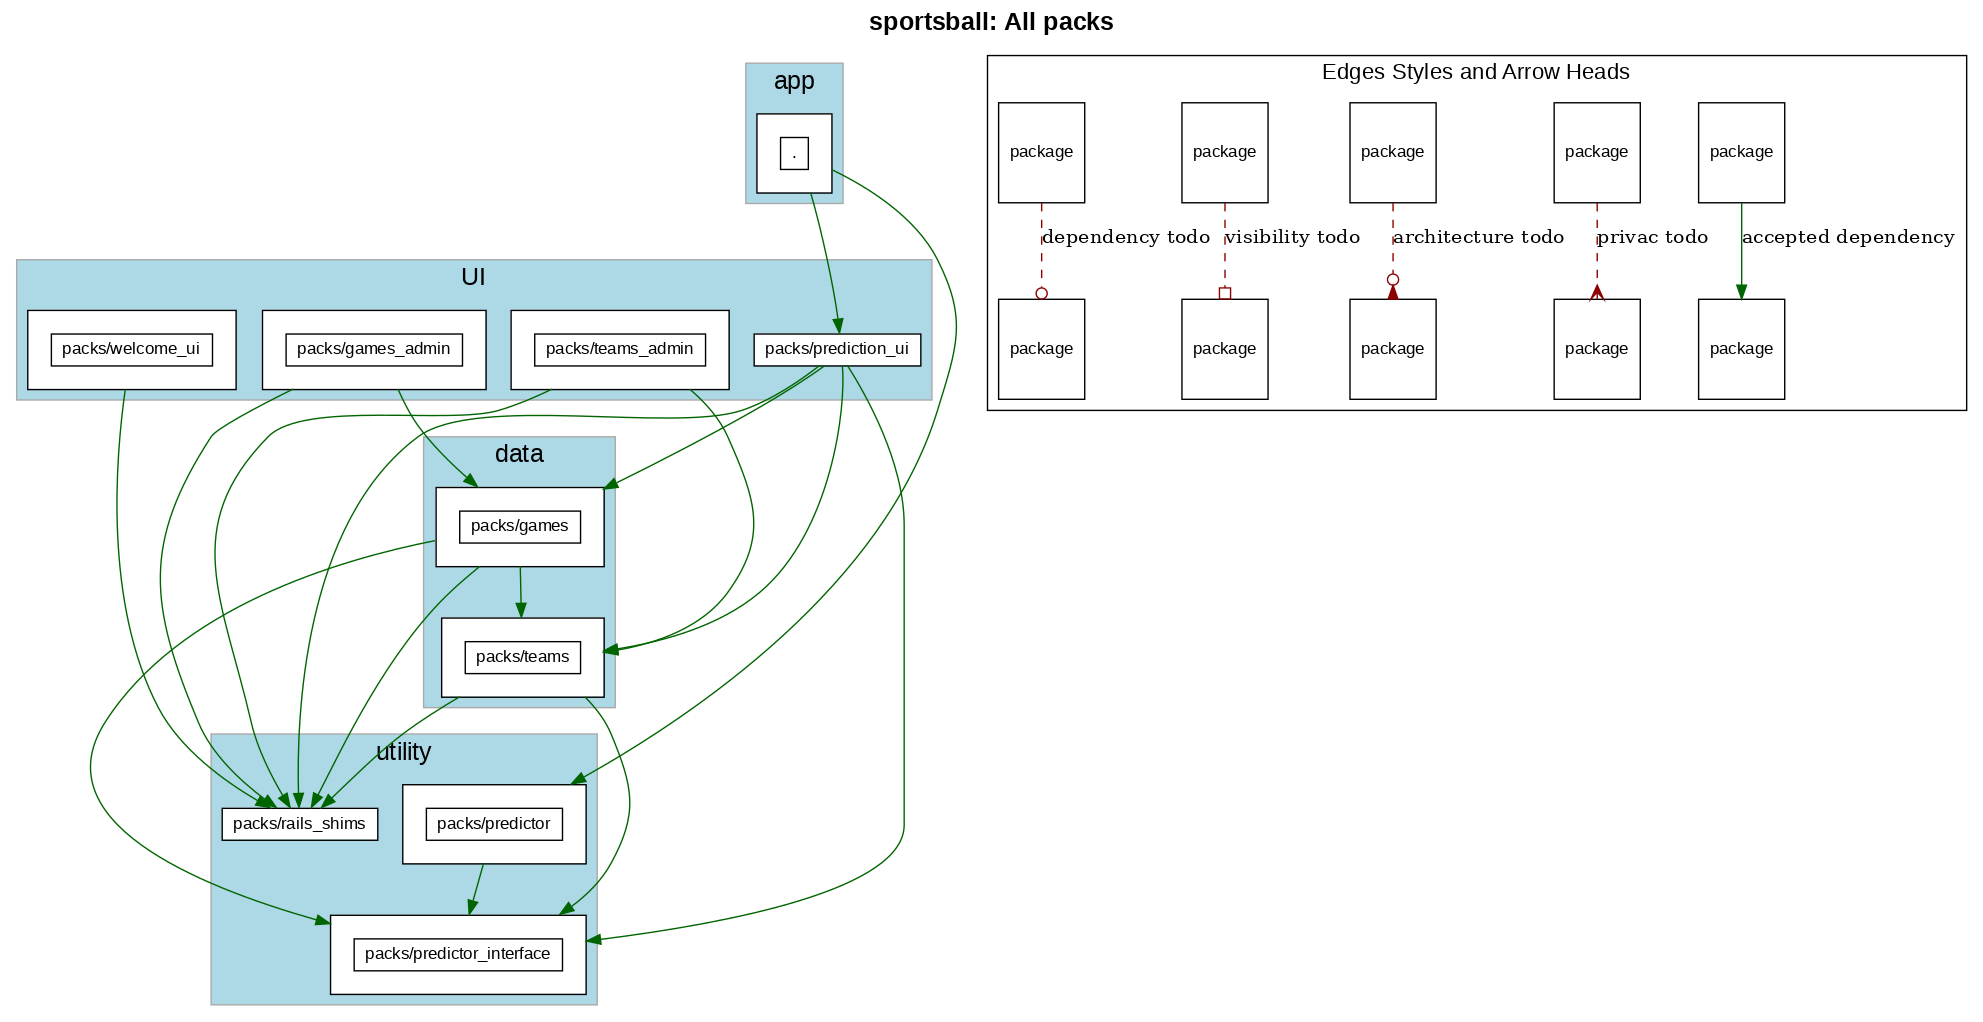 sportsball: All packs
app
.
UI
packs/welcome_ui
packs/games_admin
packs/teams_admin
packs/prediction_ui
data
packs/games
packs/teams
utility
packs/rails_shims
packs/predictor
packs/predictor_interface
Edges Styles and Arrow Heads
package
package
package
package
package
dependency todo
visibility todo
architecture todo
privac todo
accepted dependency
package
package
package
package
package